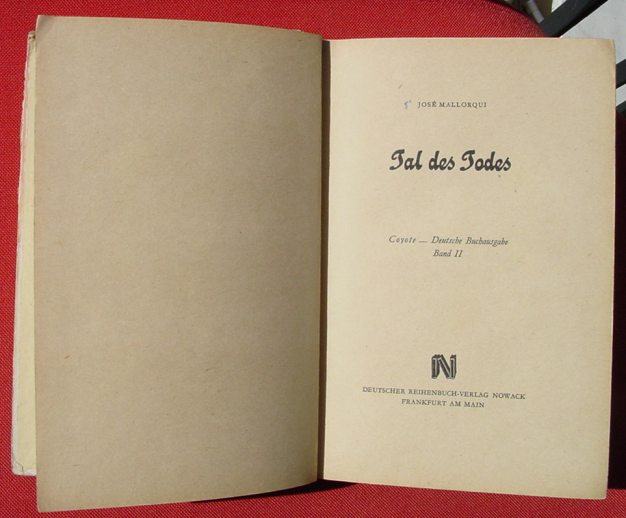 JOSÉ MALLORQUI
Tal des Todes
Coyote — Deutsche Buchausgabe
Band II
N
DEUTSCHER REIHENBUCH-VERLAG NOWACK
FRANKFURT AM MAIN